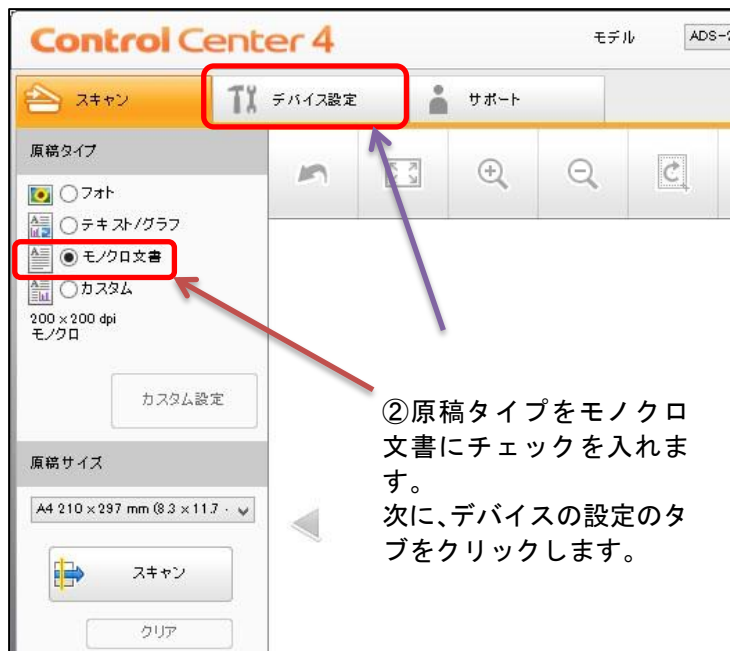 Control Center 4
モデル
ADS-2
スキャン
デバイス設定
サポート
原稿タイプ
フォト
テキスト/グラフ
モノクロ文書
カスタム
200 x 200 dpi
モノクロ
カスタム設定
②原稿タイプをモノクロ
文書にチェックを入れま
す。
次に、デバイスの設定のタ
ブをクリックします。
原稿サイズ
A4 210 x 297 mm (8.3 x 11.7 ·
スキャン
クリア